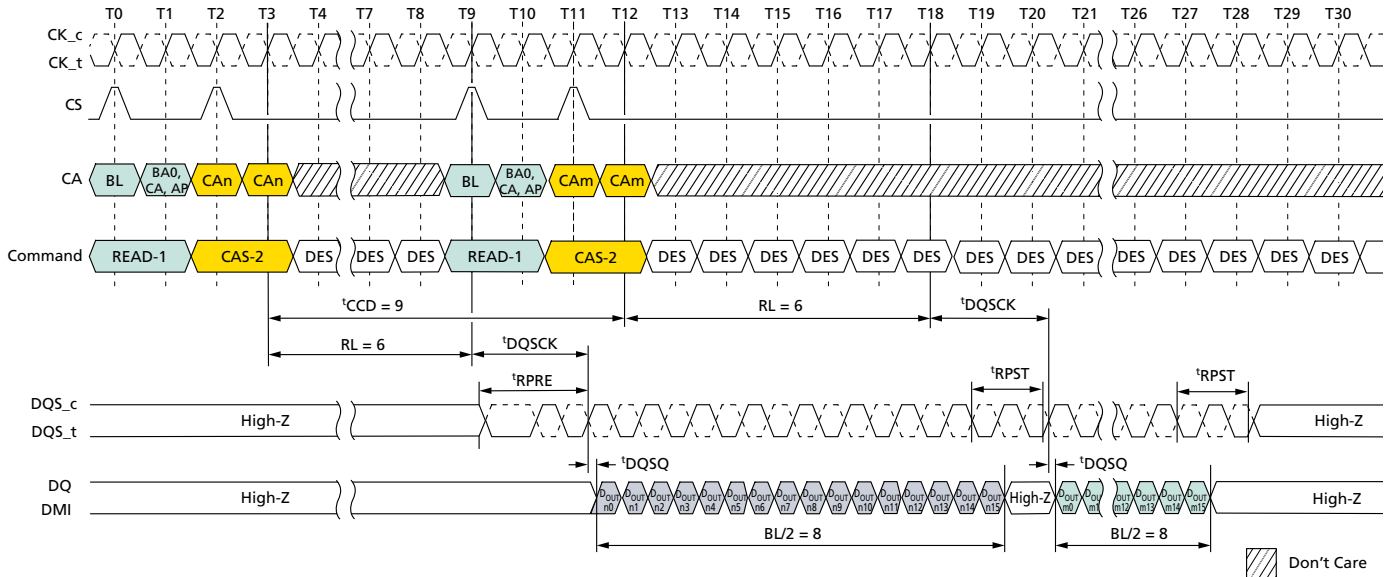 T0 T1 T2 T3 T4 T7 T8 T9 T10 T11 T12 T13 T14 T15 T16 T17 T18 T19 T20 T21 T26 T27 T28 T29 T30
CK_c
CK_t
CS
CA BL BA0, CA, AP CAn CAn BL BA0, CA, AP CAm CAm
Command READ-1 CAS-2 DES DES DES READ-1 CAS-2 DES DES DES DES DES DES DES DES DES DES DES DES DES DES
tCCD = 9 RL = 6 tDQSCK
RL = 6 tDQSCK
tRPRE tRPST tRPST
DQS_c
DQS_t High-Z High-Z
tDQSQ tDQSQ
DQ
DMI High-Z DOUT n0 DOUT n1 DOUT n2 DOUT n3 DOUT n4 DOUT n5 DOUT n6 DOUT n7 DOUT n8 DOUT n9 DOUT n10 DOUT n11 DOUT n12 DOUT n13 DOUT n14 DOUT n15 High-Z DOUT m0 DOUT m1 DOUT m12 DOUT m13 DOUT m14 DOUT m15 High-Z
BL/2 = 8 BL/2 = 8
Don't Care